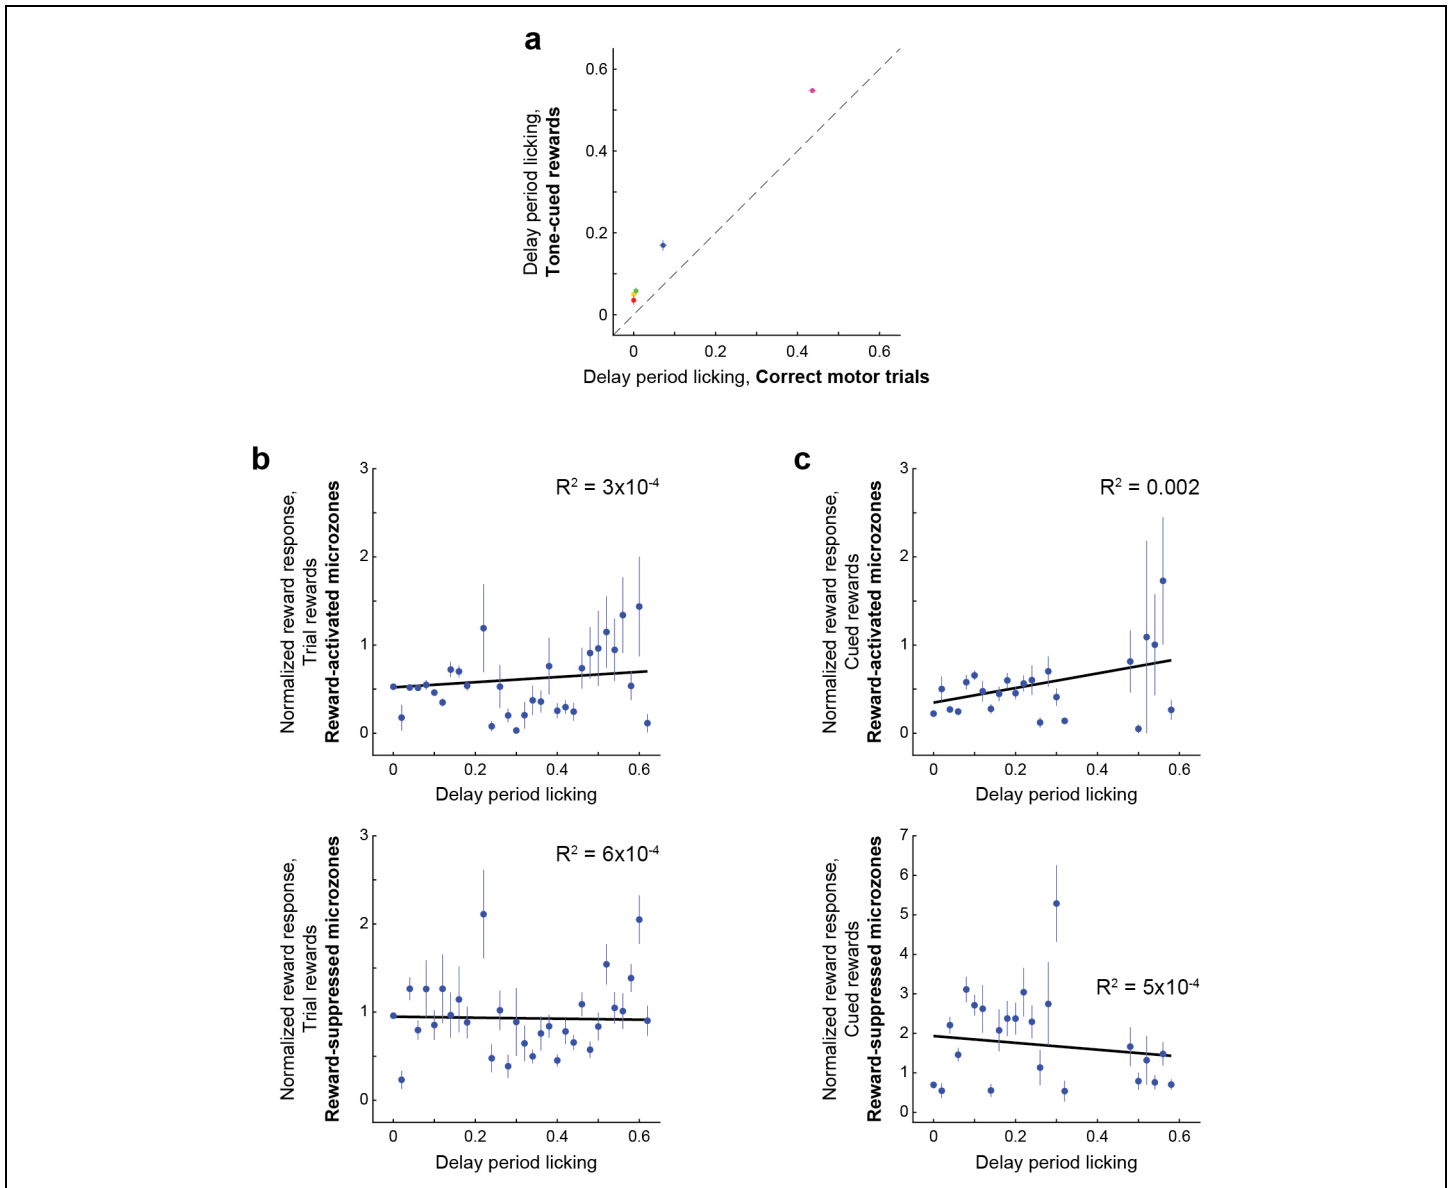 a
Delay period licking,
Tone-cued rewards
0.6
0.4
0.2
0
0 0.2 0.4 0.6
Delay period licking, Correct motor trials
b
Normalized reward response,
Trial rewards
Reward-activated microzones
3
2
1
0
R² = 3x10⁻⁴
0 0.2 0.4 0.6
Delay period licking
c
Normalized reward response,
Cued rewards
Reward-activated microzones
3
2
1
0
R² = 0.002
0 0.2 0.4 0.6
Delay period licking
Normalized reward response,
Trial rewards
Reward-suppressed microzones
3
2
1
0
R² = 6x10⁻⁴
0 0.2 0.4 0.6
Delay period licking
Normalized reward response,
Cued rewards
Reward-suppressed microzones
7
6
5
4
3
2
1
0
R² = 5x10⁻⁴
0 0.2 0.4 0.6
Delay period licking